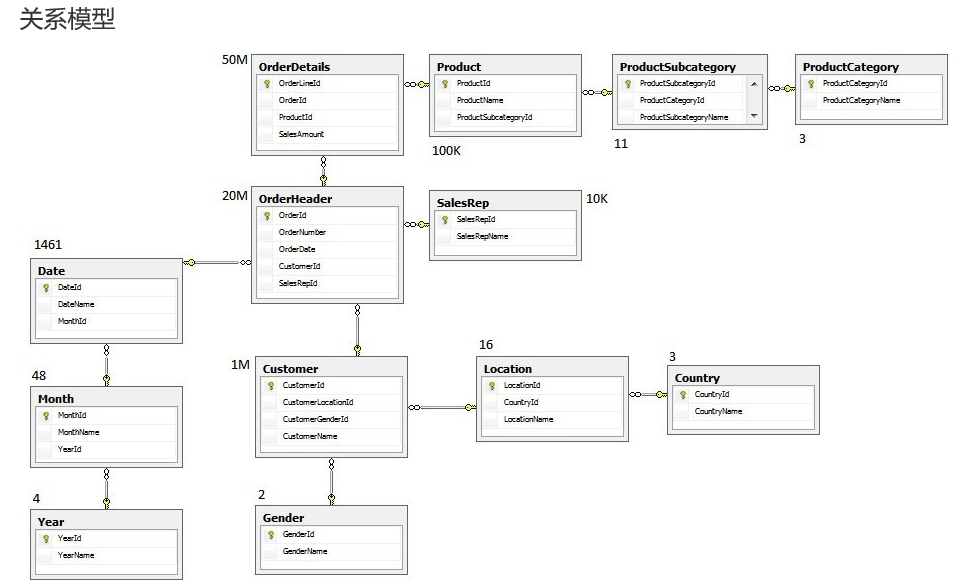 关系模型
50M
OrderDetails
OrderLineId
OrderId
ProductId
SalesAmount
Product
ProductId
ProductName
ProductSubcategoryId
100K
ProductSubcategory
ProductSubcategoryId
ProductCategoryId
ProductSubcategoryName
11
ProductCategory
ProductCategoryId
ProductCategoryName
3
20M
OrderHeader
OrderId
OrderNumber
OrderDate
CustomerId
SalesRepId
SalesRep
SalesRepId
SalesRepName
10K
1461
Date
DateId
DateName
MonthId
48
Month
MonthId
MonthName
YearId
4
Year
YearId
YearName
1M
Customer
CustomerId
CustomerLocationId
CustomerGenderId
CustomerName
16
Location
LocationId
CountryId
LocationName
3
Country
CountryId
CountryName
2
Gender
GenderId
GenderName